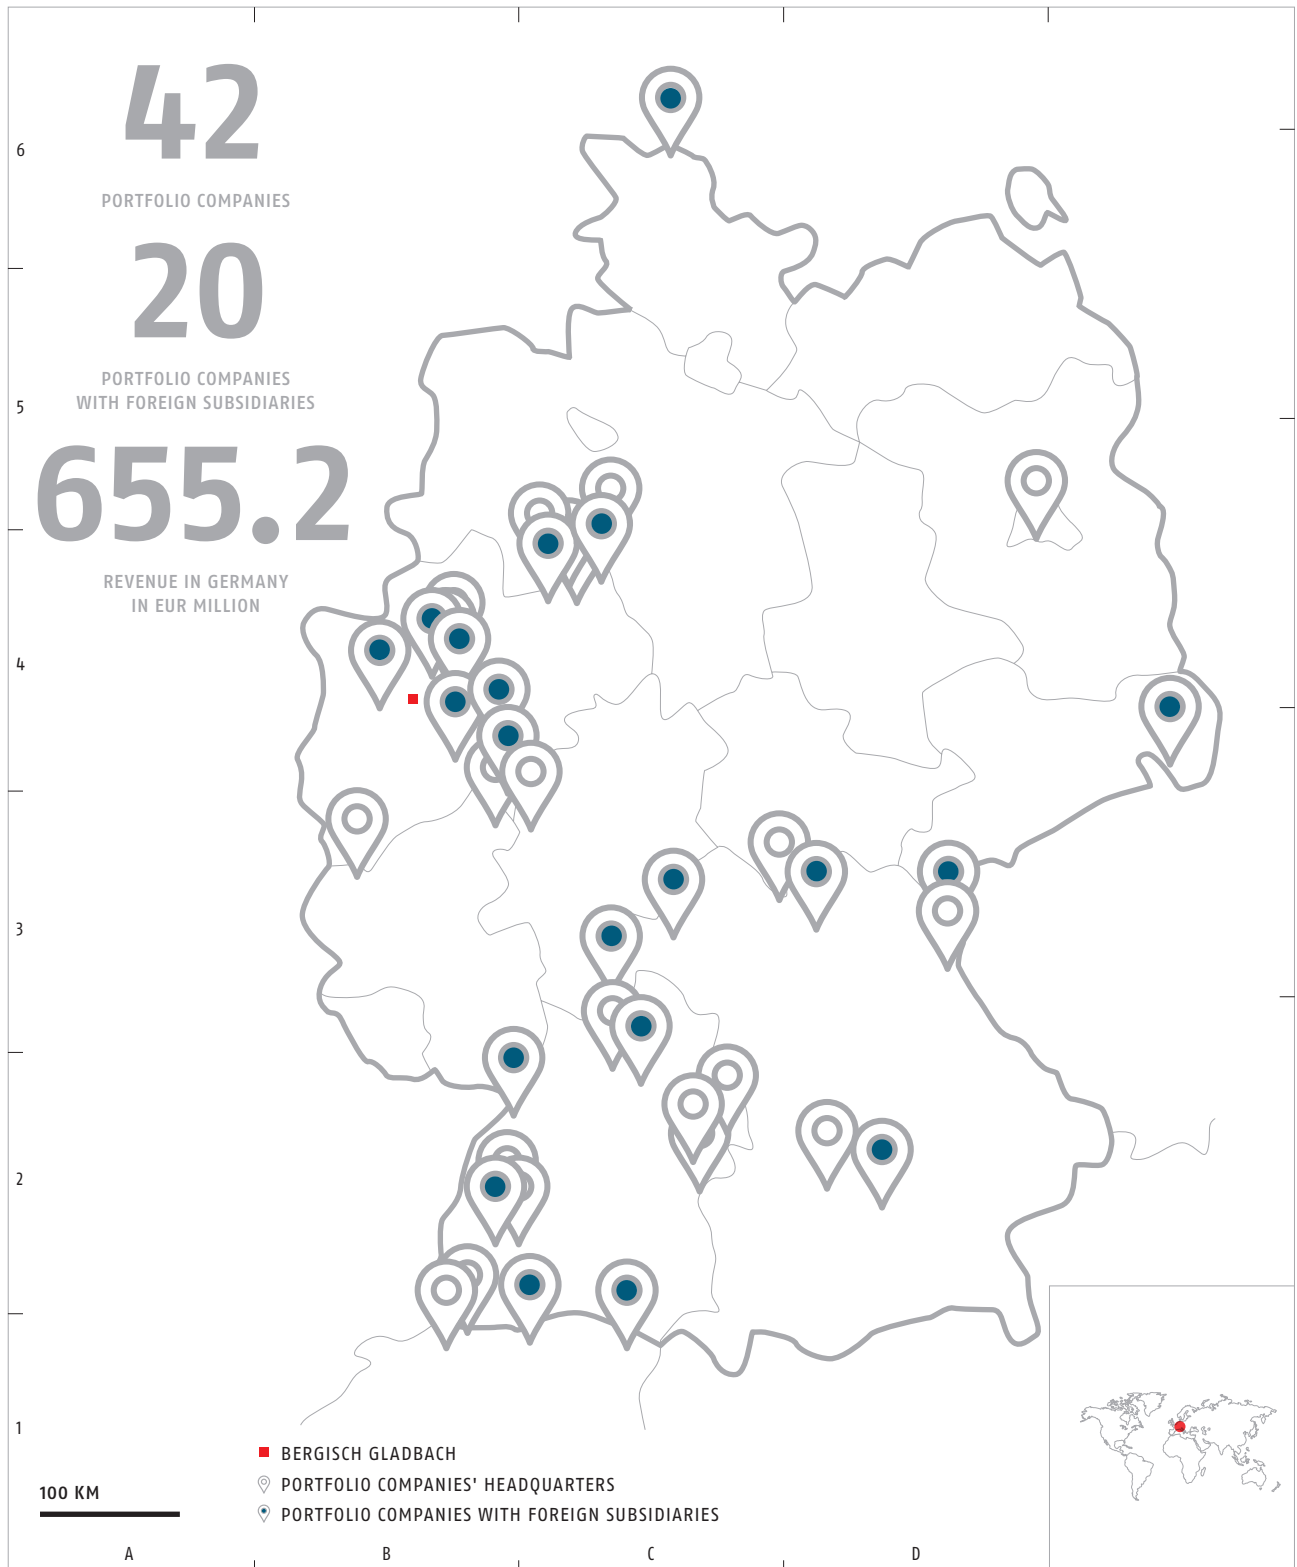 42
PORTFOLIO COMPANIES
20
PORTFOLIO COMPANIES
WITH FOREIGN SUBSIDIARIES
655.2
REVENUE IN GERMANY
IN EUR MILLION
6
5
4
3
2
1
BERGISCH GLADBACH
PORTFOLIO COMPANIES' HEADQUARTERS
PORTFOLIO COMPANIES WITH FOREIGN SUBSIDIARIES
100 KM
A B C D